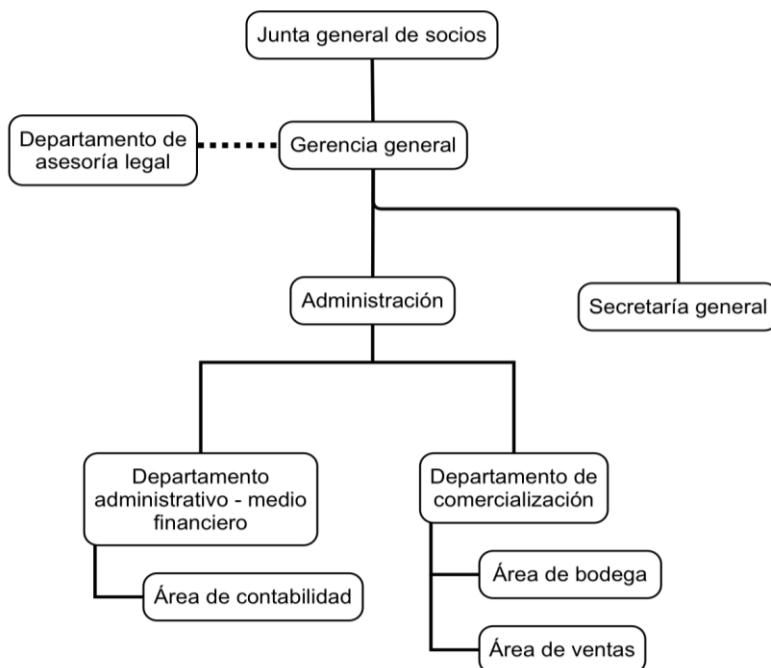 Junta general de socios
Departamento de
asesoría legal
Gerencia general
Administración
Secretaría general
Departamento
administrativo - medio
financiero
Departamento de
comercialización
Área de contabilidad
Área de bodega
Área de ventas